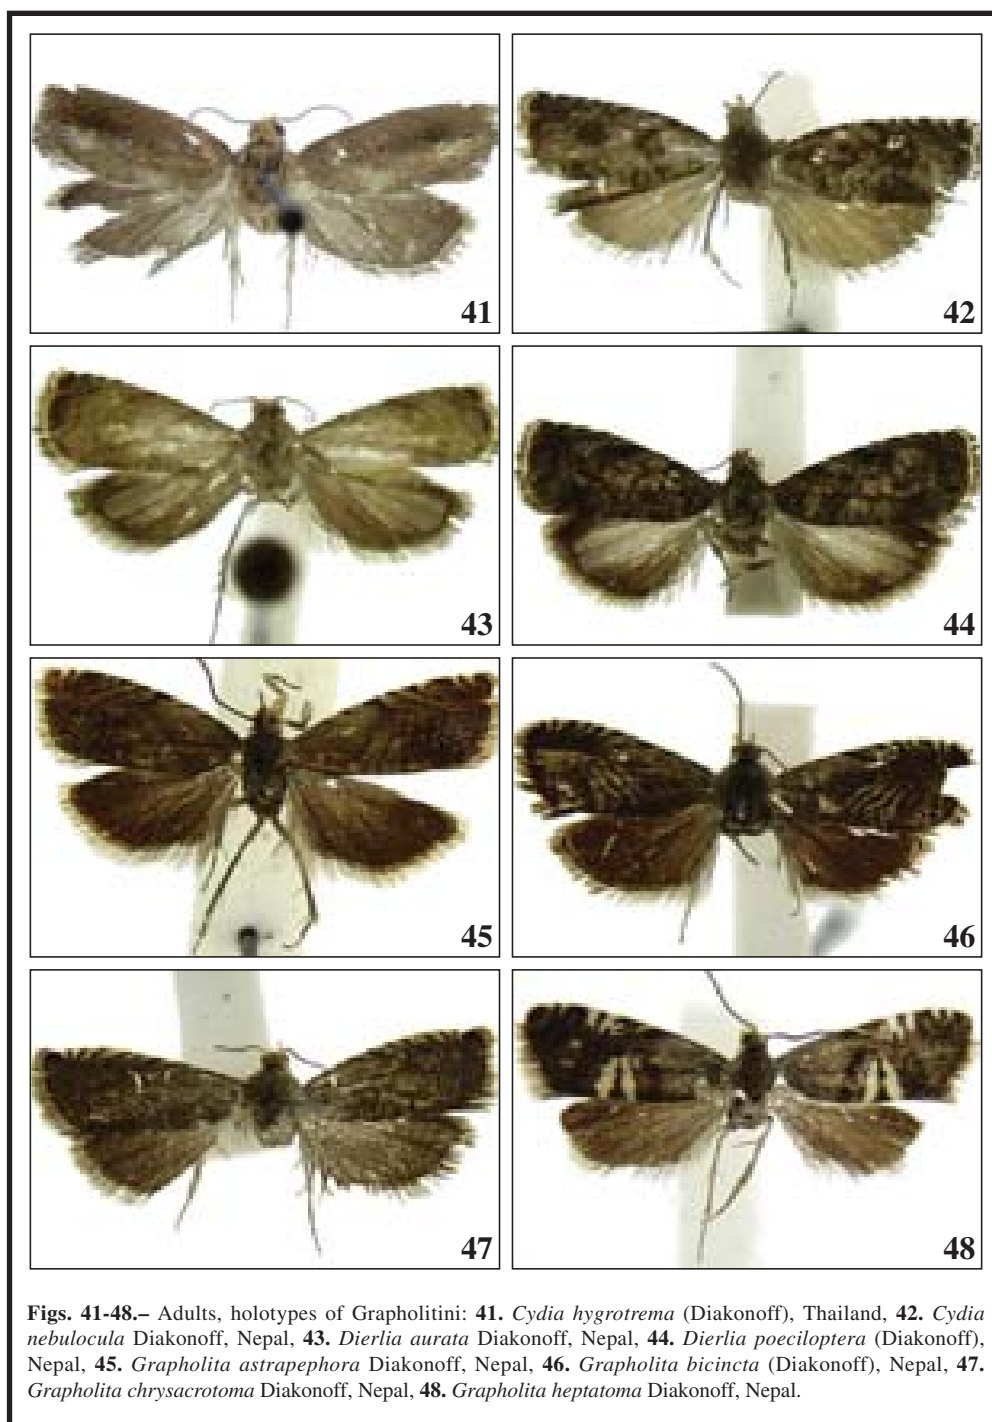 41
42
43
44
45
46
47
48
Figs. 41-48.– Adults, holotypes of Grapholitini: 41. Cydia hygrotrema (Diakonoff), Thailand, 42. Cydia
nebulocula Diakonoff, Nepal, 43. Dierlia aurata Diakonoff, Nepal, 44. Dierlia poeciloptera (Diakonoff),
Nepal, 45. Grapholita astrapephora Diakonoff, Nepal, 46. Grapholita bicincta (Diakonoff), Nepal, 47.
Grapholita chrysacrotoma Diakonoff, Nepal, 48. Grapholita heptatoma Diakonoff, Nepal.